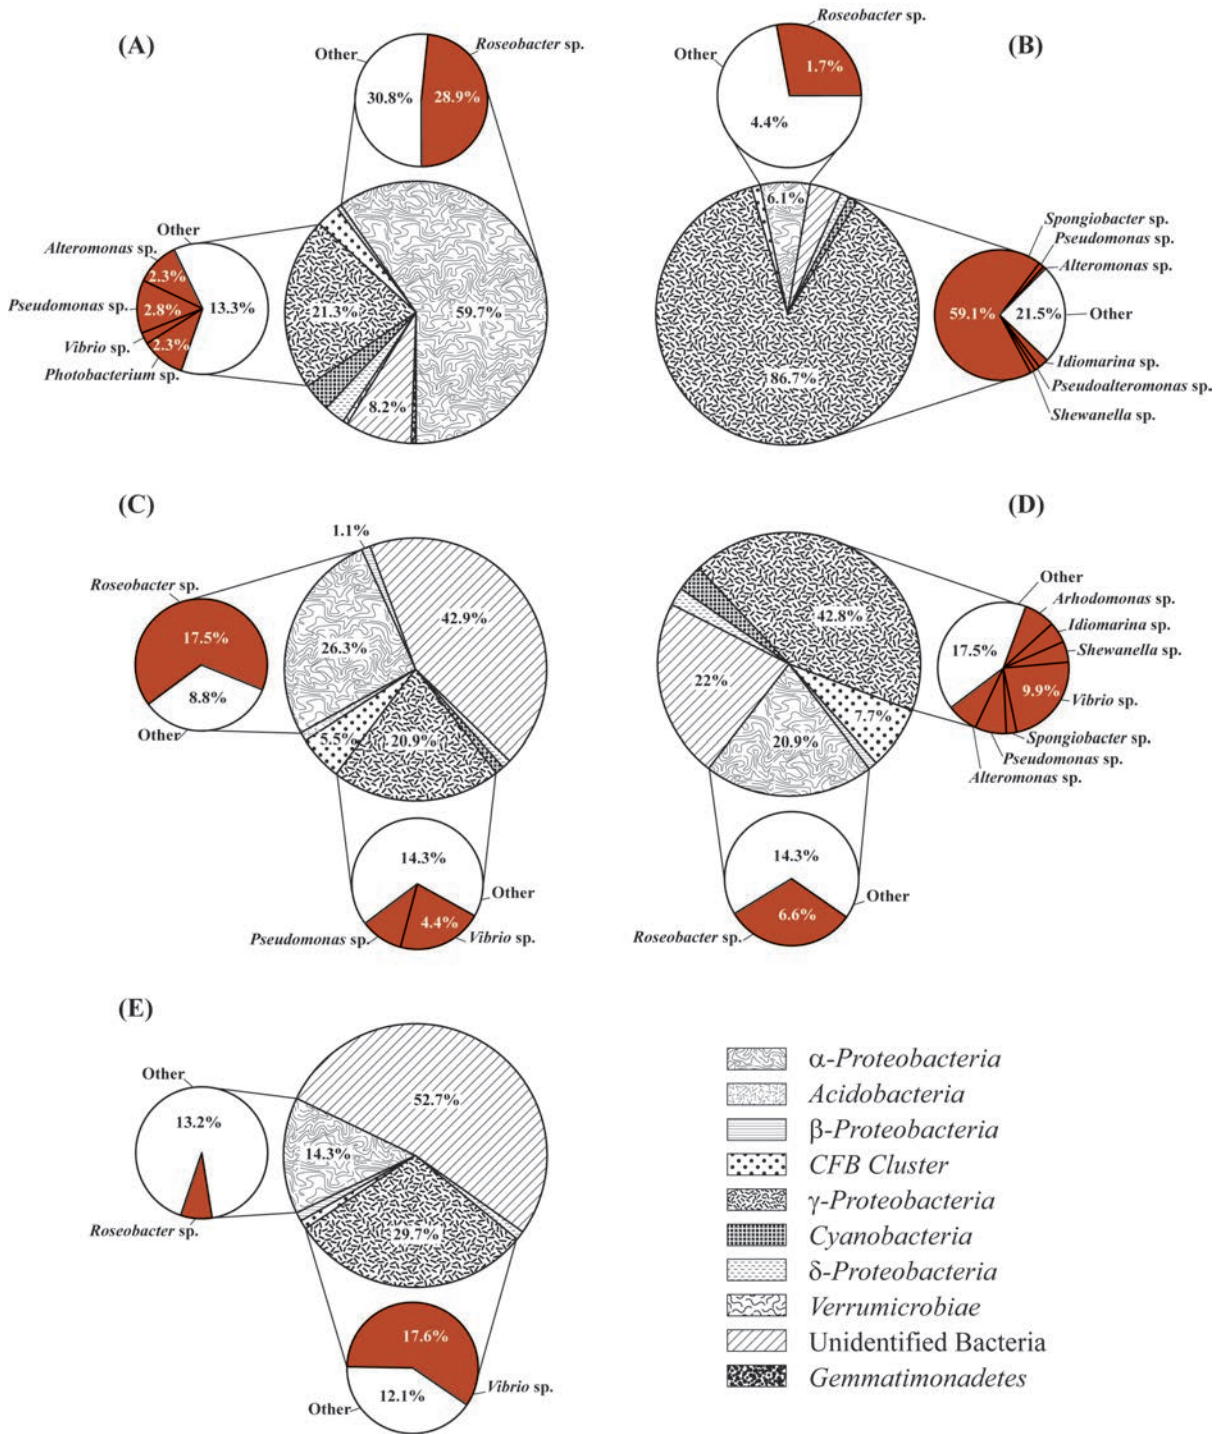 (A)
Other
Roseobacter sp.
30.8%
28.9%
Alteromonas sp.
Other
2.3%
Pseudomonas sp.
2.8%
13.3%
Vibrio sp.
2.3%
Photobacterium sp.
21.3%
59.7%
8.2%
(B)
Roseobacter sp.
Other
1.7%
4.4%
6.1%
86.7%
Spongiobacter sp.
Pseudomonas sp.
Alteromonas sp.
59.1%
21.5%
Other
Idiomarina sp.
Pseudoalteromonas sp.
Shewanella sp.
(C)
1.1%
Roseobacter sp.
17.5%
8.8%
Other
42.9%
26.3%
5.5%
20.9%
14.3%
Other
4.4%
Pseudomonas sp.
Vibrio sp.
(D)
42.8%
22%
7.7%
20.9%
Other
Arhodomonas sp.
Idiomarina sp.
Shewanella sp.
17.5%
9.9%
Vibrio sp.
Spongiobacter sp.
Pseudomonas sp.
Alteromonas sp.
14.3%
Other
6.6%
Roseobacter sp.
(E)
Other
13.2%
Roseobacter sp.
52.7%
14.3%
29.7%
17.6%
Vibrio sp.
12.1%
Other
α-Proteobacteria
Acidobacteria
β-Proteobacteria
CFB Cluster
γ-Proteobacteria
Cyanobacteria
δ-Proteobacteria
Verrumicrobiae
Unidentified Bacteria
Gemmatimonadetes